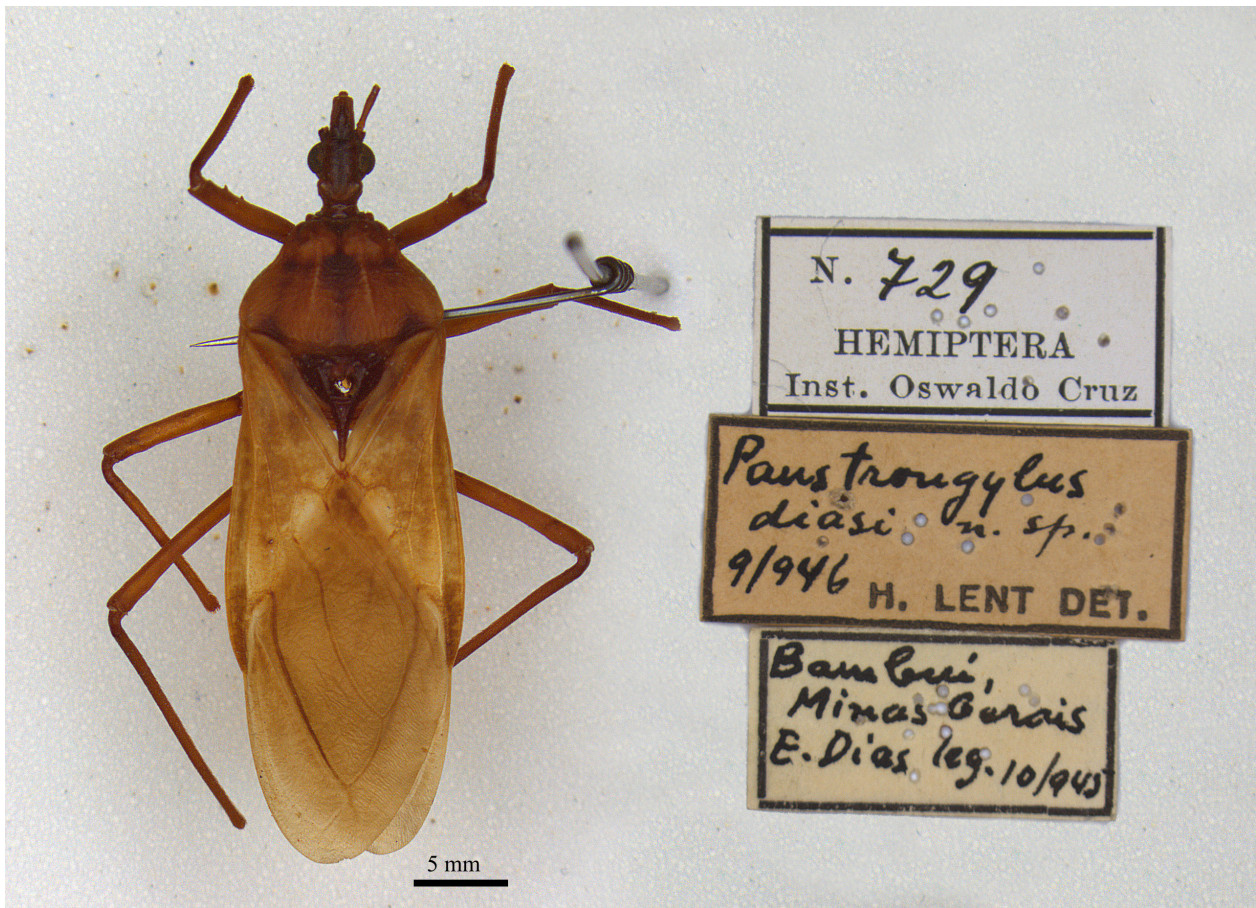 N. 729
HEMIPTERA
Inst. Oswaldo Cruz
Panstrongylus
diasi n. sp.
9/946 H. LENT DET.
Bambuí,
Minas Gerais
E. Dias leg. 10/945
5 mm